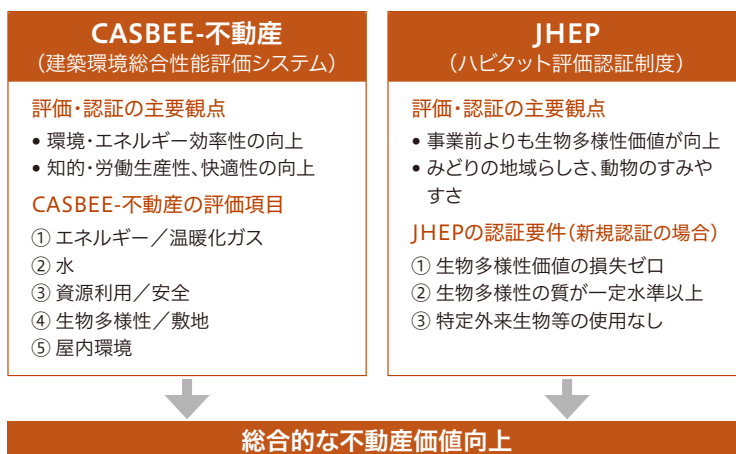 CASBEE-不動産
(建築環境総合性能評価システム)
評価・認証の主要観点
• 環境・エネルギー効率性の向上
• 知的・労働生産性、快適性の向上
CASBEE-不動産の評価項目
① エネルギー／温暖化ガス
② 水
③ 資源利用／安全
④ 生物多様性／敷地
⑤ 屋内環境
JHEP
(ハビタット評価認証制度)
評価・認証の主要観点
• 事業前よりも生物多様性価値が向上
• みどりの地域らしさ、動物のすみや
すさ
JHEPの認証要件(新規認証の場合)
① 生物多様性価値の損失ゼロ
② 生物多様性の質が一定水準以上
③ 特定外来生物等の使用なし
総合的な不動産価値向上